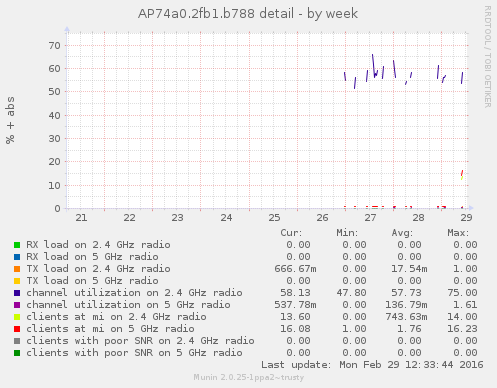 AP74a0.2fb1.b788 detail - by week
RRDTOOL / TOBI OETIKER
% + abs
70
60
50
40
30
20
10
0
21 22 23 24 25 26 27 28 29
Cur: Min: Avg: Max:
RX load on 2.4 GHz radio 0.00 0.00 0.00 0.00
RX load on 5 GHz radio 0.00 0.00 0.00 0.00
TX load on 2.4 GHz radio 666.67m 0.00 17.54m 1.00
TX load on 5 GHz radio 0.00 0.00 0.00 0.00
channel utilization on 2.4 GHz radio 58.13 47.80 57.73 75.00
channel utilization on 5 GHz radio 537.78m 0.00 136.79m 1.61
clients at mi on 2.4 GHz radio 13.60 0.00 743.63m 14.00
clients at mi on 5 GHz radio 16.08 1.00 1.76 16.23
clients with poor SNR on 2.4 GHz radio 0.00 0.00 0.00 0.00
clients with poor SNR on 5 GHz radio 0.00 0.00 0.00 0.00
Last update: Mon Feb 29 12:33:44 2016
Munin 2.0.25-1ppa2~trusty